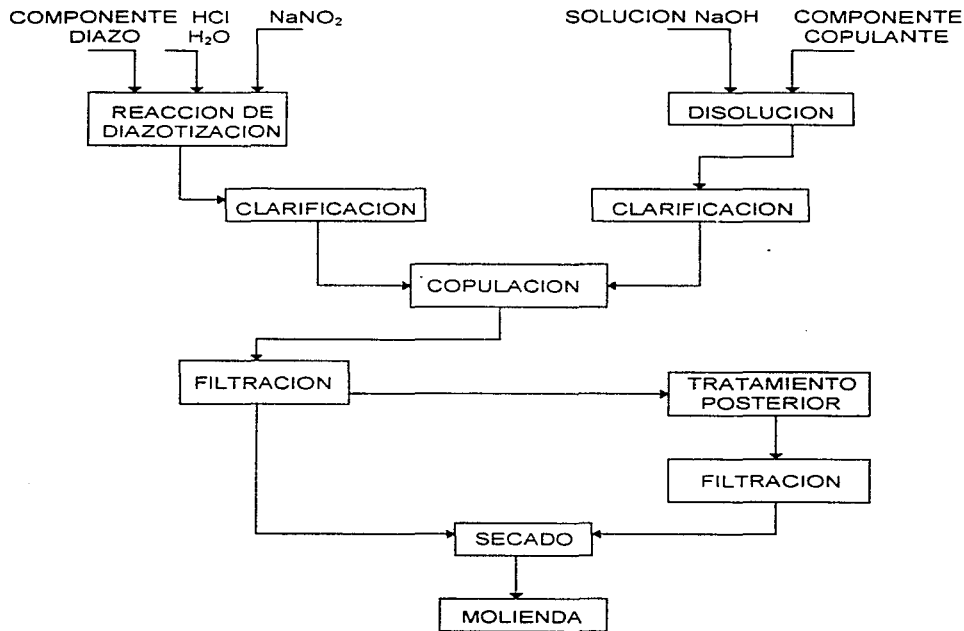 COMPONENTE
DIAZO
HCl
H₂O
NaNO₂
SOLUCION NaOH
COMPONENTE
COPULANTE
REACCION DE
DIAZOTIZACION
DISOLUCION
CLARIFICACION
CLARIFICACION
COPULACION
FILTRACION
TRATAMIENTO
POSTERIOR
FILTRACION
SECADO
MOLIENDA